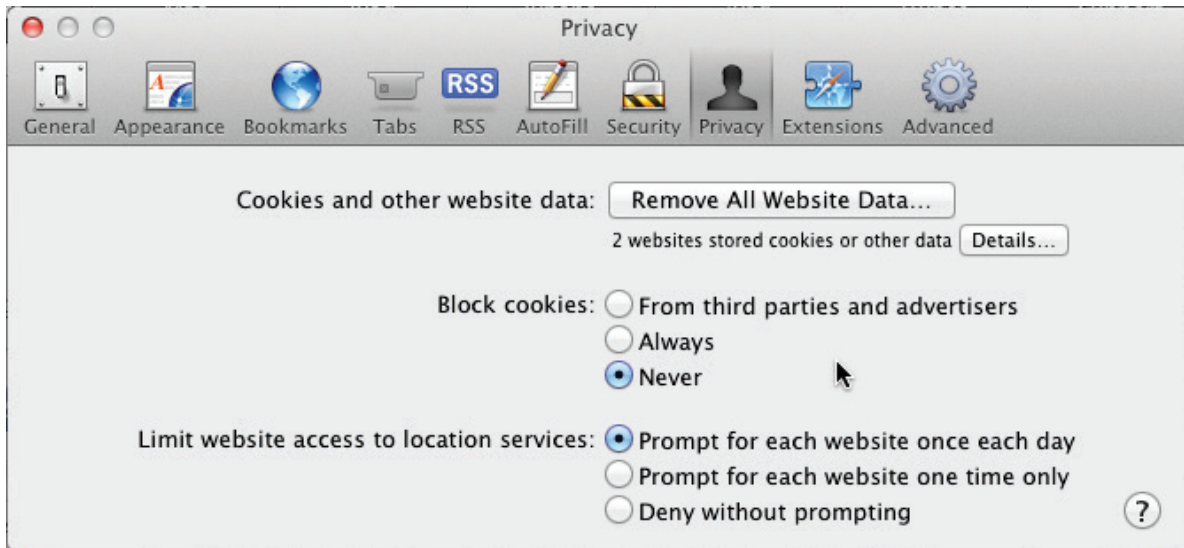 Privacy
General Appearance Bookmarks Tabs RSS AutoFill Security Privacy Extensions Advanced
RSS
Cookies and other website data: Remove All Website Data...
2 websites stored cookies or other data Details...
Block cookies: From third parties and advertisers
Always
Never
Limit website access to location services: Prompt for each website once each day
Prompt for each website one time only
Deny without prompting
?